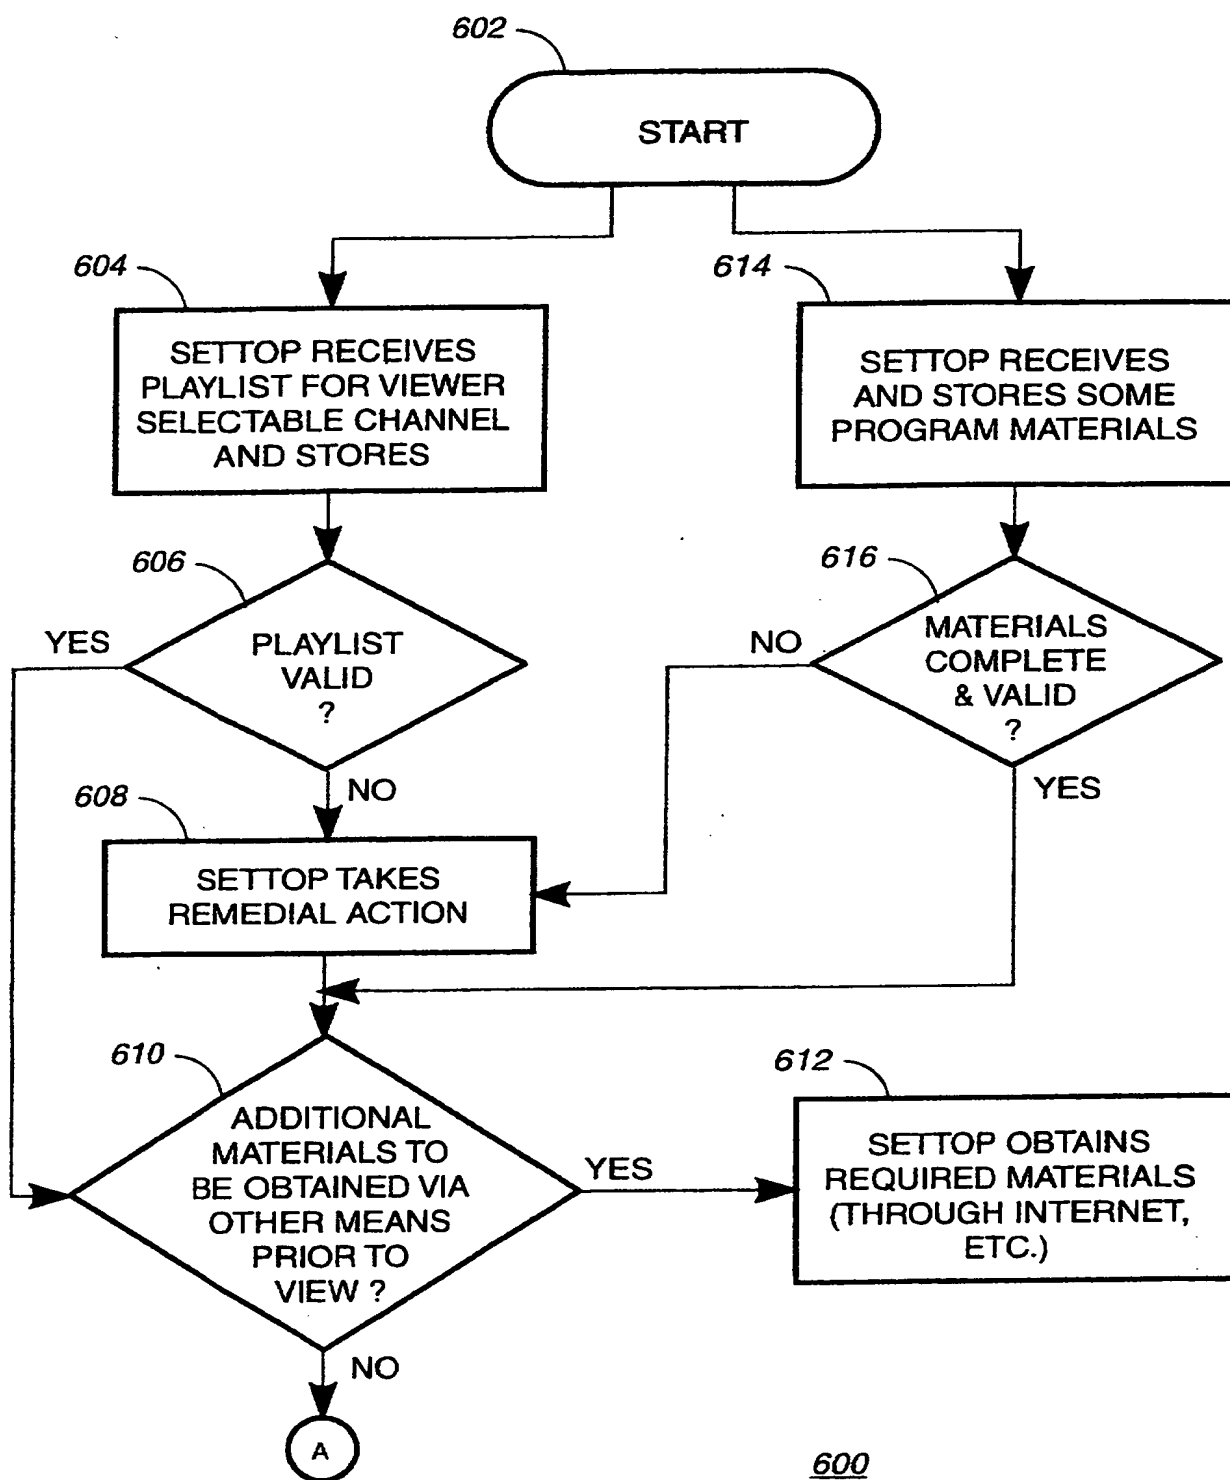 602
START
604
SETTOP RECEIVES
PLAYLIST FOR VIEWER
SELECTABLE CHANNEL
AND STORES
614
SETTOP RECEIVES
AND STORES SOME
PROGRAM MATERIALS
606
YES
PLAYLIST
VALID
?
NO
616
NO
MATERIALS
COMPLETE
& VALID
?
YES
608
SETTOP TAKES
REMEDIAL ACTION
610
ADDITIONAL
MATERIALS TO
BE OBTAINED VIA
OTHER MEANS
PRIOR TO
VIEW ?
YES
612
SETTOP OBTAINS
REQUIRED MATERIALS
(THROUGH INTERNET,
ETC.)
NO
A
600